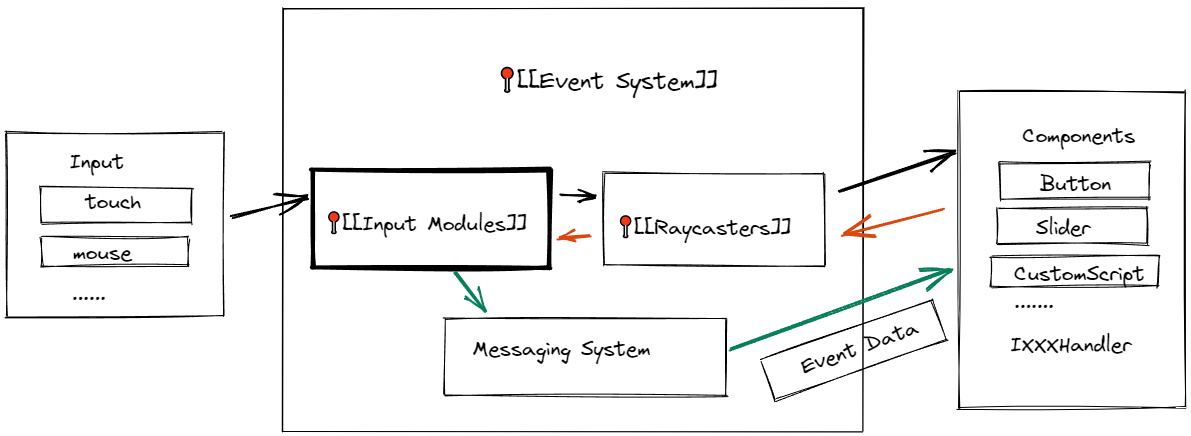 📍[[Event System]]
Input
touch
mouse
......
📍[[Input Modules]]
📍[[Raycasters]]
Messaging System
Event Data
Components
Button
Slider
CustomScript
.......
IXXXHandler